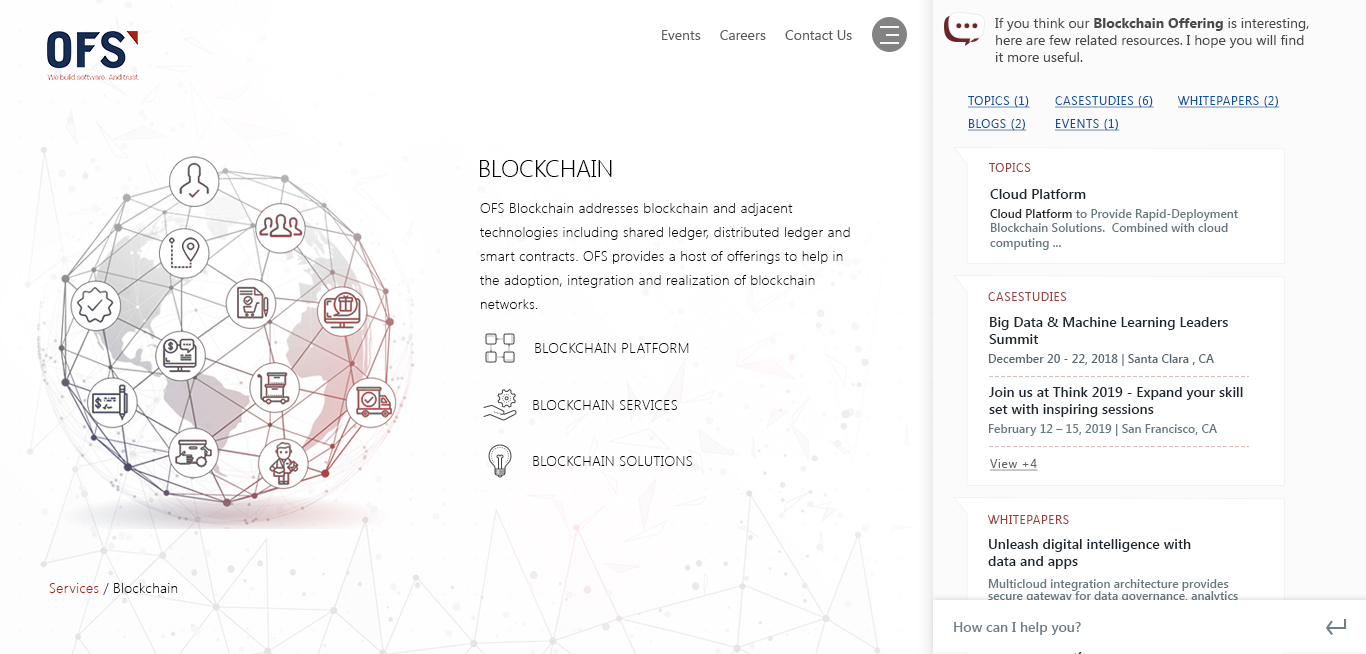 OFS
We build software. And trust.
Events Careers Contact Us
BLOCKCHAIN
OFS Blockchain addresses blockchain and adjacent
technologies including shared ledger, distributed ledger and
smart contracts. OFS provides a host of offerings to help in
the adoption, integration and realization of blockchain
networks.
BLOCKCHAIN PLATFORM
BLOCKCHAIN SERVICES
BLOCKCHAIN SOLUTIONS
Services / Blockchain
If you think our Blockchain Offering is interesting,
here are few related resources. I hope you will find
it more useful.
TOPICS (1) CASESTUDIES (6) WHITEPAPERS (2)
BLOGS (2) EVENTS (1)
TOPICS
Cloud Platform
Cloud Platform to Provide Rapid-Deployment
Blockchain Solutions. Combined with cloud
computing ...
CASESTUDIES
Big Data & Machine Learning Leaders
Summit
December 20 - 22, 2018 | Santa Clara , CA
Join us at Think 2019 - Expand your skill
set with inspiring sessions
February 12 – 15, 2019 | San Francisco, CA
View +4
WHITEPAPERS
Unleash digital intelligence with
data and apps
Multicloud integration architecture provides
secure gateway for data governance, analytics
How can I help you?